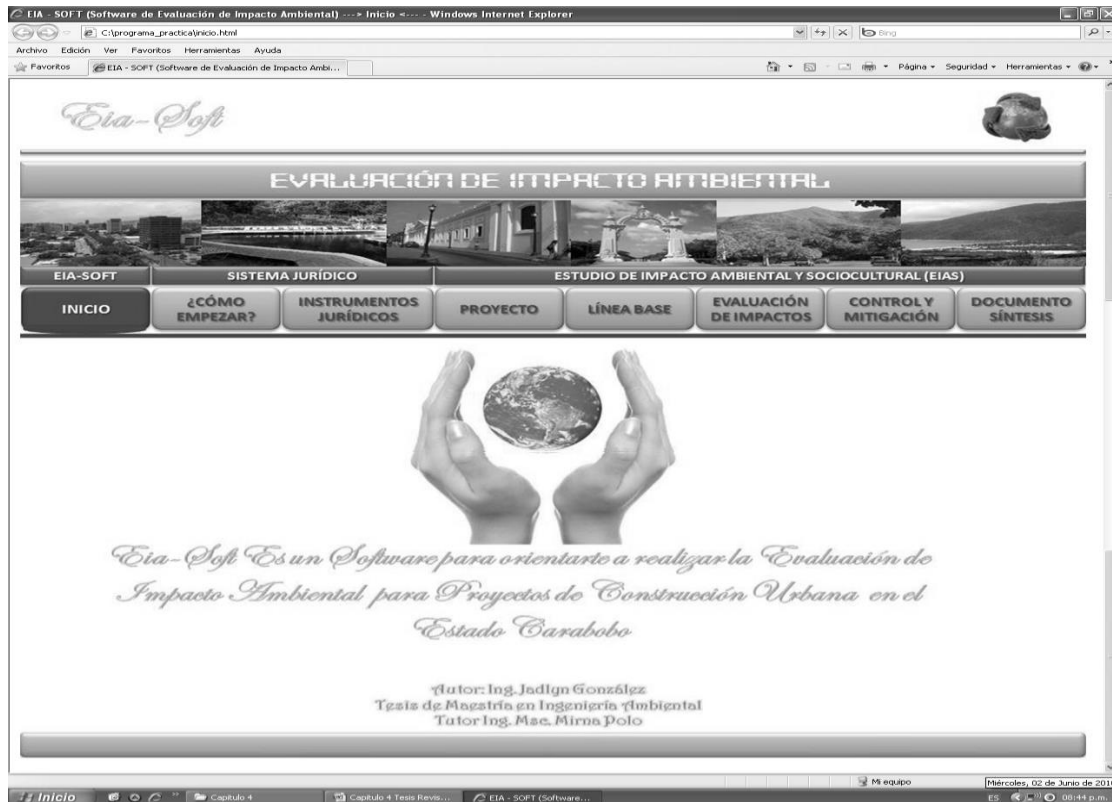 EIA - SOFT (Software de Evaluación de Impacto Ambiental) ---> Inicio <--- - Windows Internet Explorer
C:\programa_practica\inicio.html
Bing
Archivo Edición Ver Favoritos Herramientas Ayuda
Favoritos EIA - SOFT (Software de Evaluación de Impacto Ambi...
Página Seguridad Herramientas
Eia-Soft
EVALUACIÓN DE IMPACTO AMBIENTAL
EIA-SOFT SISTEMA JURÍDICO ESTUDIO DE IMPACTO AMBIENTAL Y SOCIOCULTURAL (EIAS)
INICIO ¿CÓMO EMPEZAR? INSTRUMENTOS JURÍDICOS PROYECTO LÍNEA BASE EVALUACIÓN DE IMPACTOS CONTROL Y MITIGACIÓN DOCUMENTO SÍNTESIS
Eia-Soft Es un Software para orientarte a realizar la Evaluación de
Impacto Ambiental para Proyectos de Construcción Urbana en el
Estado Carabobo
Autor: Ing. Jadlyn González
Tesis de Maestría en Ingeniería Ambiental
Tutor Ing. Msc. Mirna Polo
Mi equipo
Miércoles, 02 de Junio de 2010
Inicio Capitulo 4 Capitulo 4 Tesis Revis... EIA - SOFT (Software... ES 08:44 p.m.